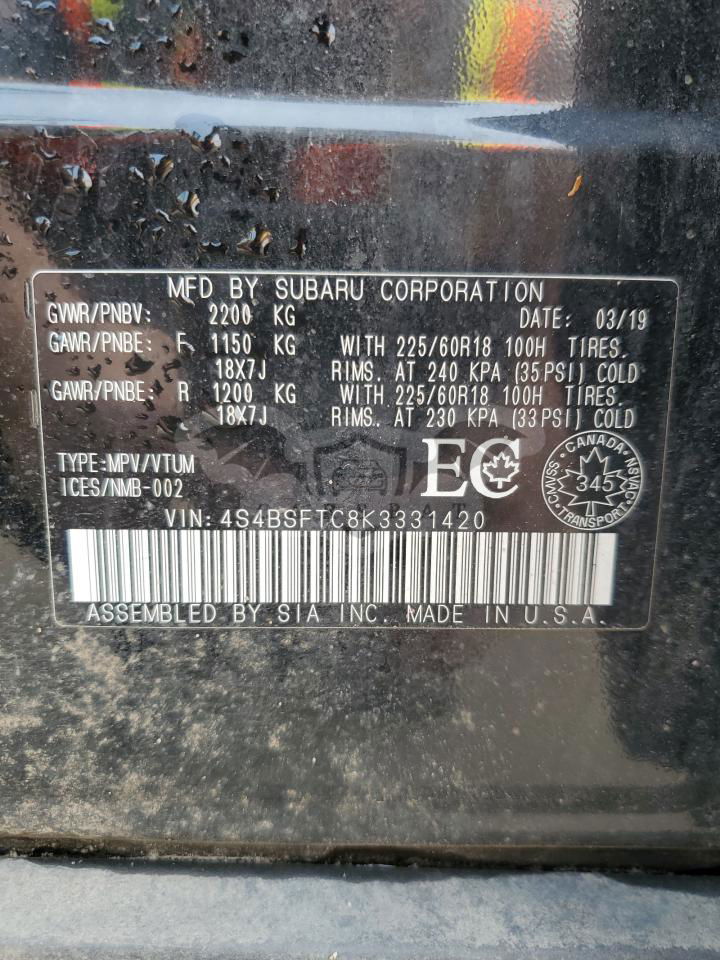 MFD BY SUBARU CORPORATION
GVWR/PNBV: 2200 KG DATE: 03/19
GAWR/PNBE: F 1150 KG WITH 225/60R18 100H TIRES.
18X7J RIMS. AT 240 KPA (35PSI) COLD
GAWR/PNBE: R 1200 KG WITH 225/60R18 100H TIRES.
18X7J RIMS. AT 230 KPA (33PSI) COLD
TYPE:MPV/VTUM
ICES/NMB-002
EC
CANADA
CMVSS NSVAC
345
TRANSPORT
VIN: 4S4BSFTC8K3331420
ASSEMBLED BY SIA INC. MADE IN U.S.A.